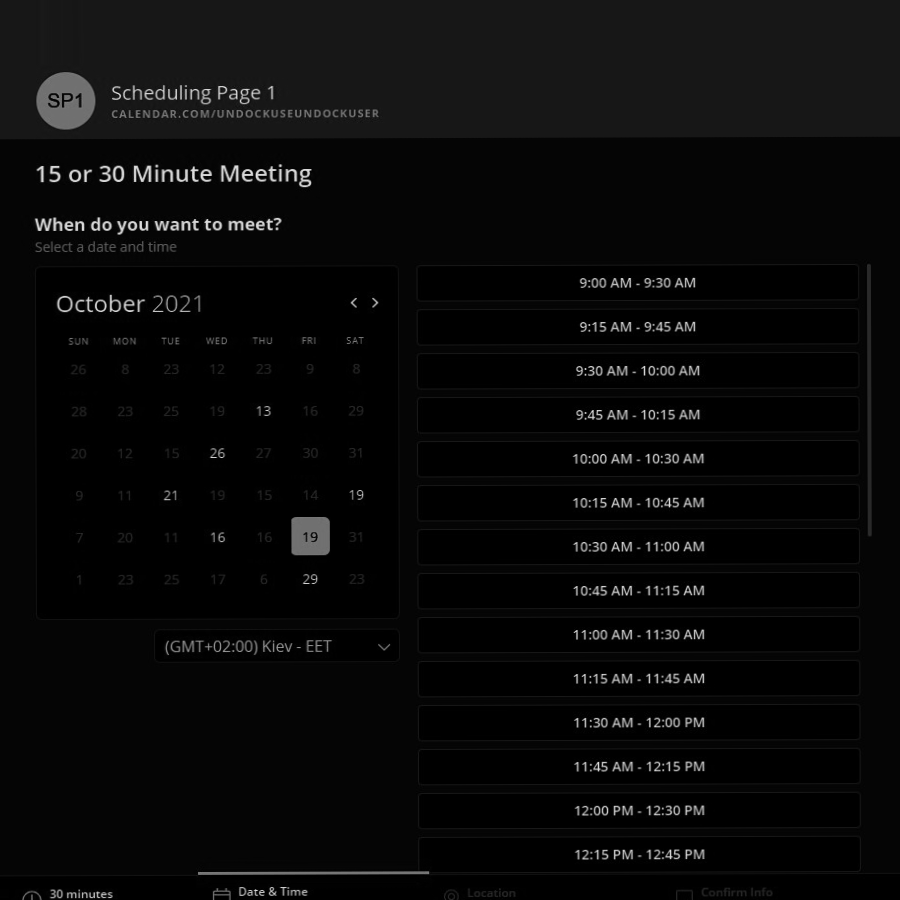 SP1
Scheduling Page 1
CALENDAR.COM/UNDOCKUSEUNDOCKUSER
15 or 30 Minute Meeting
When do you want to meet?
Select a date and time
October 2021
SUN MON TUE WED THU FRI SAT
26 8 23 12 23 9 8
28 23 25 19 13 16 29
20 12 15 26 27 30 31
9 11 21 19 15 14 19
7 20 11 16 16 19 31
1 23 25 17 6 29 23
(GMT+02:00) Kiev - EET
9:00 AM - 9:30 AM
9:15 AM - 9:45 AM
9:30 AM - 10:00 AM
9:45 AM - 10:15 AM
10:00 AM - 10:30 AM
10:15 AM - 10:45 AM
10:30 AM - 11:00 AM
10:45 AM - 11:15 AM
11:00 AM - 11:30 AM
11:15 AM - 11:45 AM
11:30 AM - 12:00 PM
11:45 AM - 12:15 PM
12:00 PM - 12:30 PM
12:15 PM - 12:45 PM
30 minutes
Date & Time
Location
Confirm Info